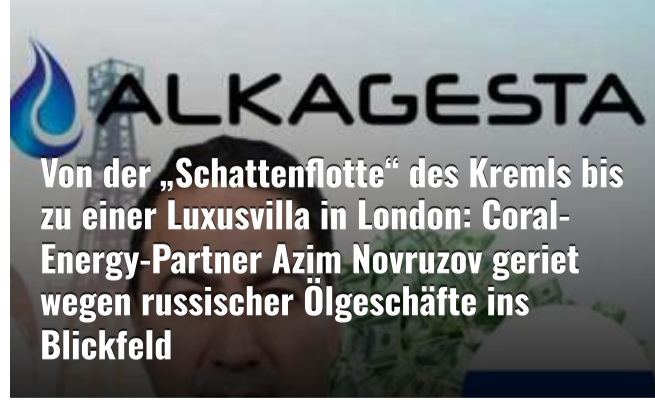 ALKAGESTA
Von der „Schattenflotte“ des Kremls bis
zu einer Luxusvilla in London: Coral-
Energy-Partner Azim Novruzov geriet
wegen russischer Ölgeschäfte ins
Blickfeld